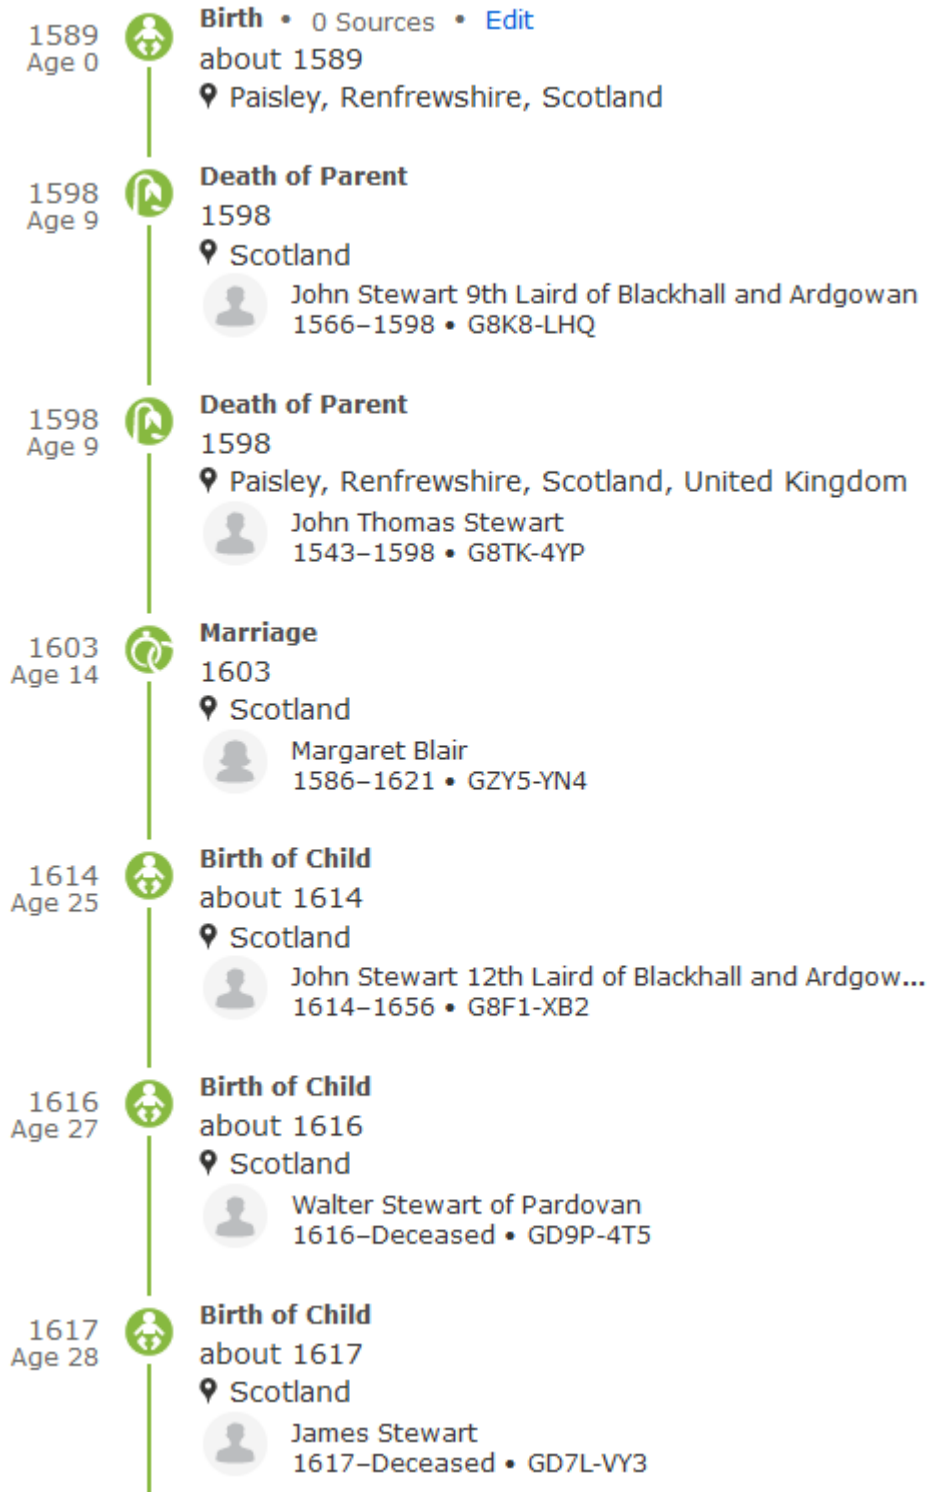 1589
Age 0
Birth • 0 Sources • Edit
about 1589
Paisley, Renfrewshire, Scotland
1598
Age 9
Death of Parent
1598
Scotland
John Stewart 9th Laird of Blackhall and Ardgowan
1566–1598 • G8K8-LHQ
1598
Age 9
Death of Parent
1598
Paisley, Renfrewshire, Scotland, United Kingdom
John Thomas Stewart
1543–1598 • G8TK-4YP
1603
Age 14
Marriage
1603
Scotland
Margaret Blair
1586–1621 • GZY5-YN4
1614
Age 25
Birth of Child
about 1614
Scotland
John Stewart 12th Laird of Blackhall and Ardgow...
1614–1656 • G8F1-XB2
1616
Age 27
Birth of Child
about 1616
Scotland
Walter Stewart of Pardovan
1616–Deceased • GD9P-4T5
1617
Age 28
Birth of Child
about 1617
Scotland
James Stewart
1617–Deceased • GD7L-VY3